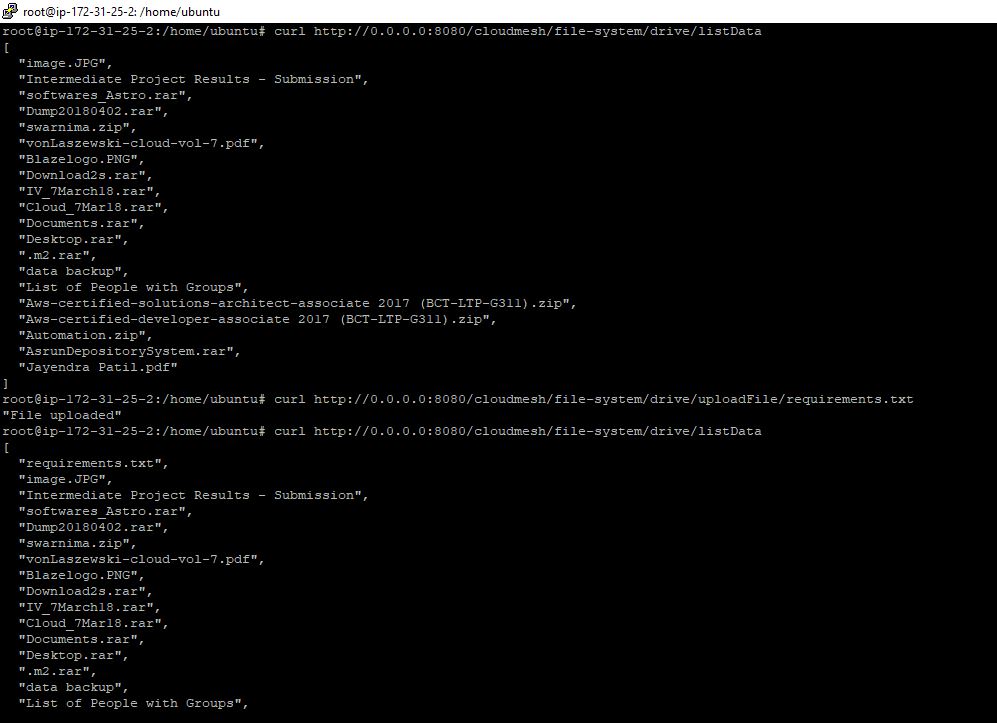 root@ip-172-31-25-2: /home/ubuntu
root@ip-172-31-25-2:/home/ubuntu# curl http://0.0.0.0:8080/cloudmesh/file-system/drive/listData
[
  "image.JPG",
  "Intermediate Project Results - Submission",
  "softwares_Astro.rar",
  "Dump20180402.rar",
  "swarnima.zip",
  "vonLaszewski-cloud-vol-7.pdf",
  "Blazelogo.PNG",
  "Download2s.rar",
  "IV_7March18.rar",
  "Cloud_7Mar18.rar",
  "Documents.rar",
  "Desktop.rar",
  ".m2.rar",
  "data backup",
  "List of People with Groups",
  "Aws-certified-solutions-architect-associate 2017 (BCT-LTP-G311).zip",
  "Aws-certified-developer-associate 2017 (BCT-LTP-G311).zip",
  "Automation.zip",
  "AsrunDepositorySystem.rar",
  "Jayendra Patil.pdf"
]
root@ip-172-31-25-2:/home/ubuntu# curl http://0.0.0.0:8080/cloudmesh/file-system/drive/uploadFile/requirements.txt
"File uploaded"
root@ip-172-31-25-2:/home/ubuntu# curl http://0.0.0.0:8080/cloudmesh/file-system/drive/listData
[
  "requirements.txt",
  "image.JPG",
  "Intermediate Project Results - Submission",
  "softwares_Astro.rar",
  "Dump20180402.rar",
  "swarnima.zip",
  "vonLaszewski-cloud-vol-7.pdf",
  "Blazelogo.PNG",
  "Download2s.rar",
  "IV_7March18.rar",
  "Cloud_7Mar18.rar",
  "Documents.rar",
  "Desktop.rar",
  ".m2.rar",
  "data backup",
  "List of People with Groups",